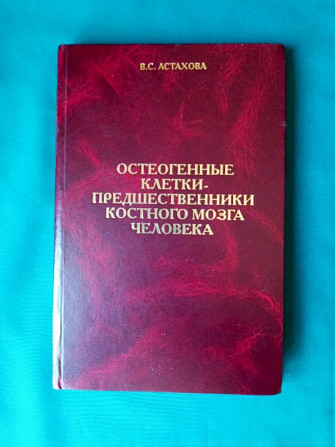 В.С. АСТАХОВА
ОСТЕОГЕННЫЕ
КЛЕТКИ-
ПРЕДШЕСТВЕННИКИ
КОСТНОГО МОЗГА
ЧЕЛОВЕКА